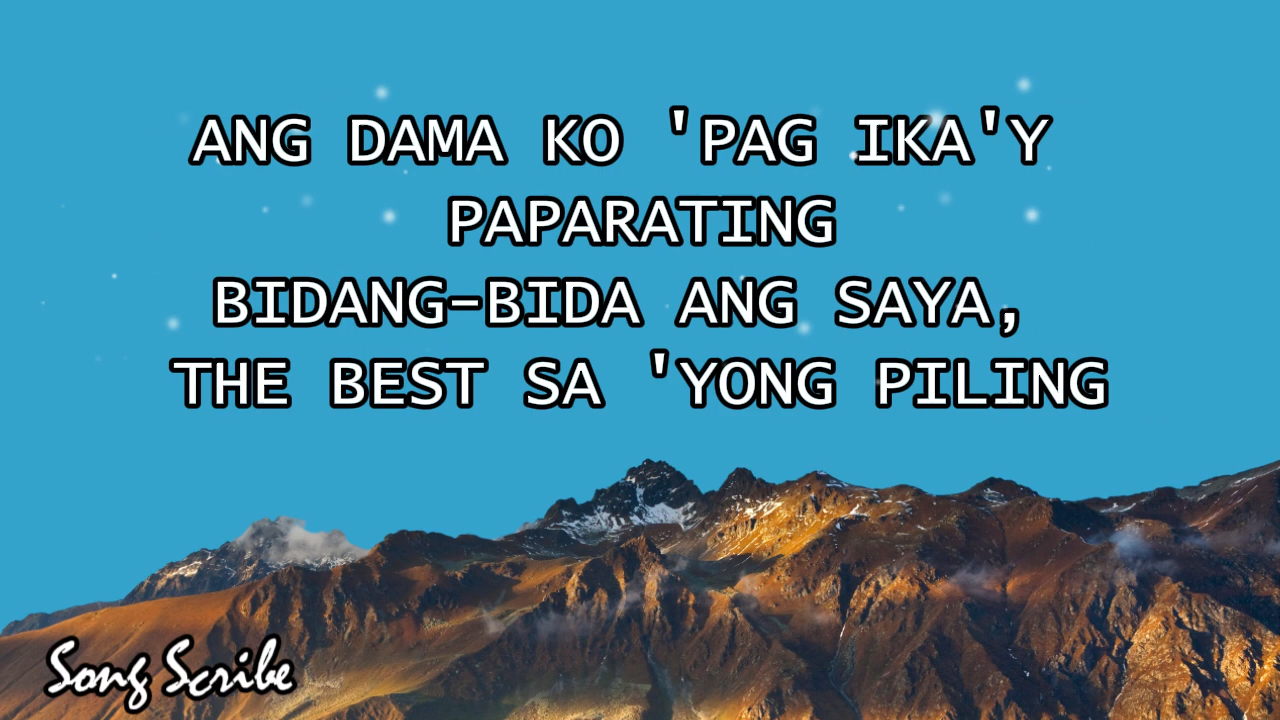 ANG DAMA KO 'PAG IKA'Y
PAPARATING
BIDANG-BIDA ANG SAYA,
THE BEST SA 'YONG PILING
Song Scribe